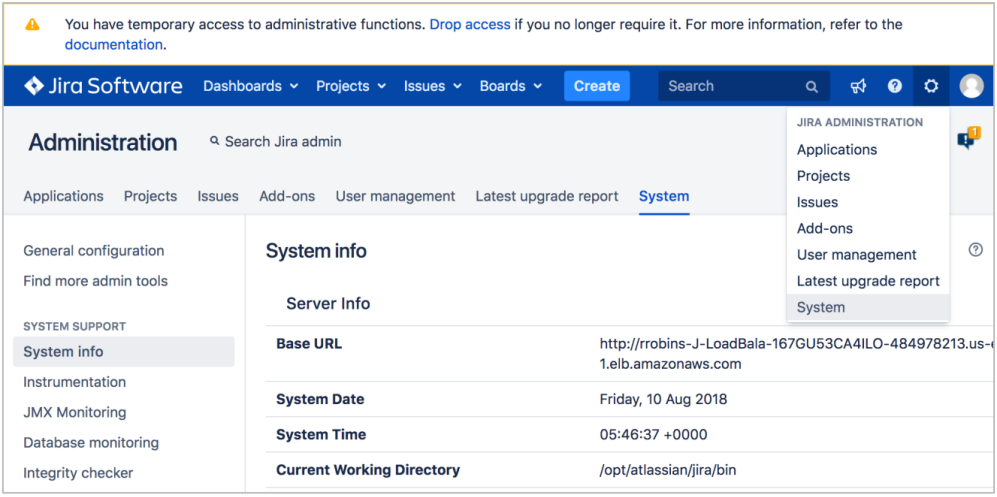 You have temporary access to administrative functions. Drop access if you no longer require it. For more information, refer to the
documentation.
Jira Software Dashboards Projects Issues Boards Create Search
JIRA ADMINISTRATION
Applications
Projects
Issues
Add-ons
User management
Latest upgrade report
System
1
Administration Search Jira admin
Applications Projects Issues Add-ons User management Latest upgrade report System
General configuration
Find more admin tools
SYSTEM SUPPORT
System info
Instrumentation
JMX Monitoring
Database monitoring
Integrity checker
System info
Server Info
Base URL http://rrobins-J-LoadBala-167GU53CA4ILO-484978213.us-
1.elb.amazonaws.com
System Date Friday, 10 Aug 2018
System Time 05:46:37 +0000
Current Working Directory /opt/atlassian/jira/bin